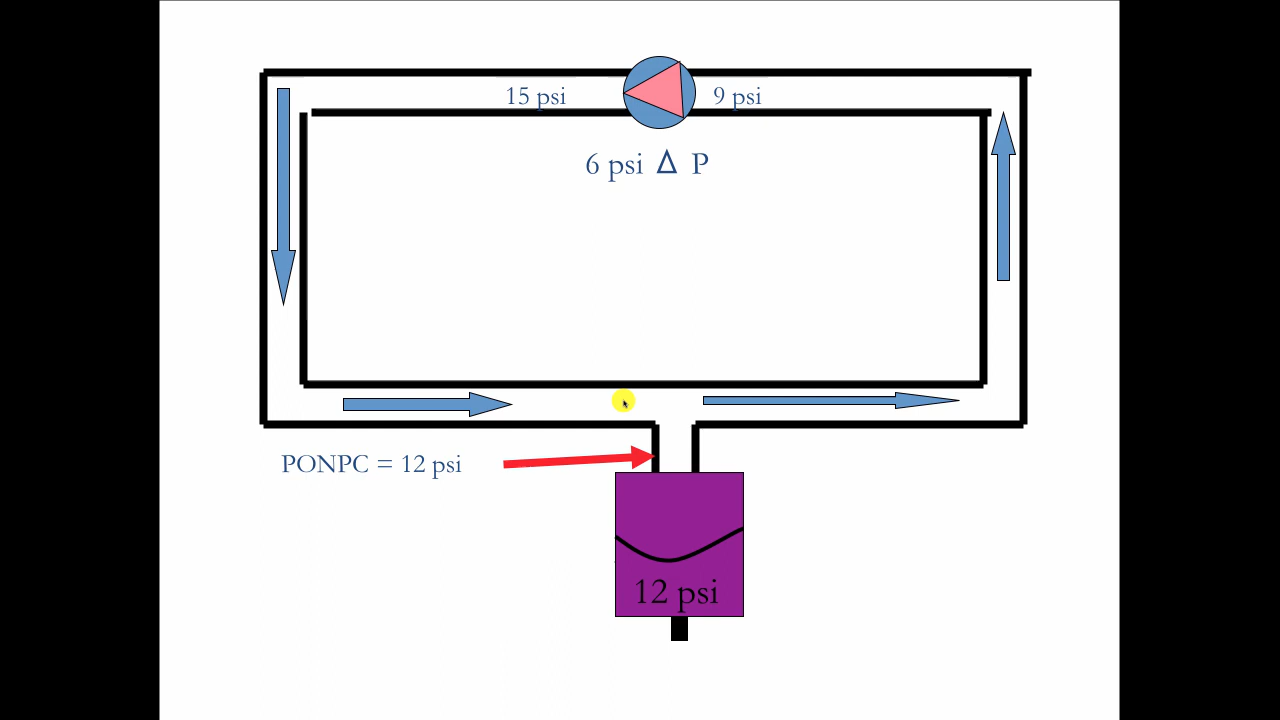 15 psi
9 psi
6 psi Δ P
PONPC = 12 psi
12 psi